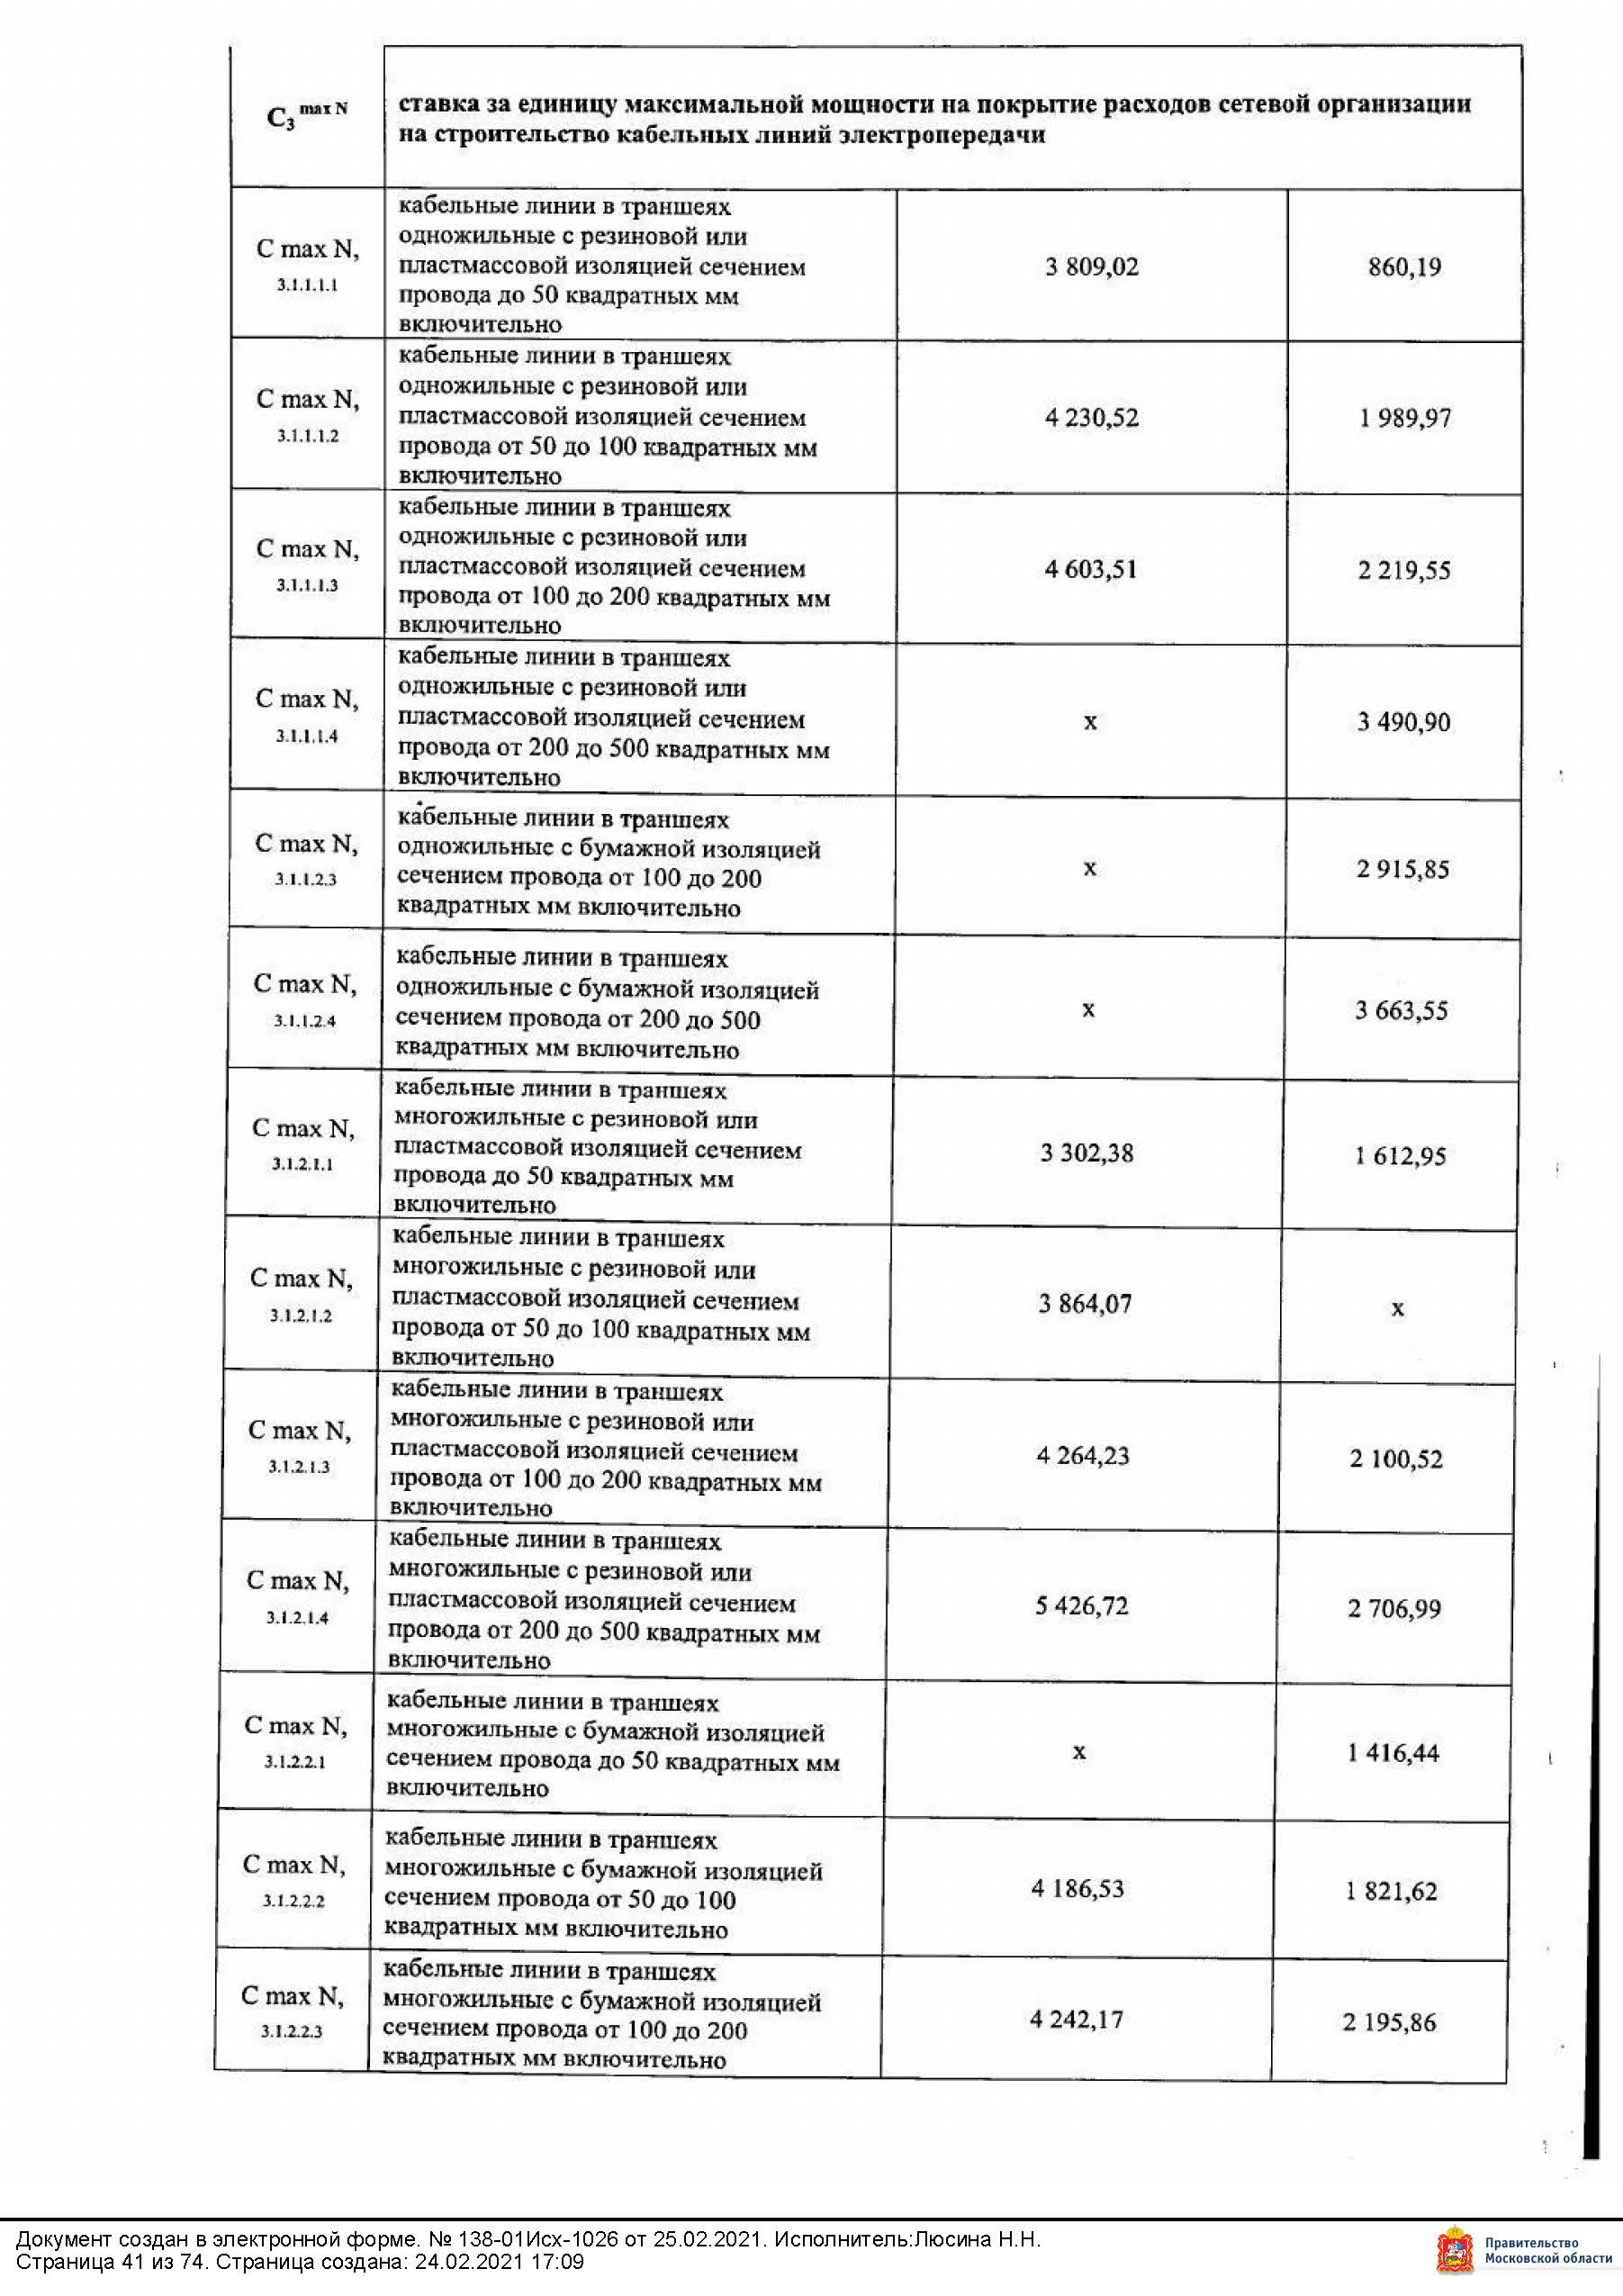 C₃ max N
ставка за единицу максимальной мощности на покрытие расходов сетевой организации
на строительство кабельных линий электропередачи
C max N,
3.1.1.1.1
кабельные линии в траншеях
одножильные с резиновой или
пластмассовой изоляцией сечением
провода до 50 квадратных мм
включительно
3 809,02
860,19
C max N,
3.1.1.1.2
кабельные линии в траншеях
одножильные с резиновой или
пластмассовой изоляцией сечением
провода от 50 до 100 квадратных мм
включительно
4 230,52
1 989,97
C max N,
3.1.1.1.3
кабельные линии в траншеях
одножильные с резиновой или
пластмассовой изоляцией сечением
провода от 100 до 200 квадратных мм
включительно
4 603,51
2 219,55
C max N,
3.1.1.1.4
кабельные линии в траншеях
одножильные с резиновой или
пластмассовой изоляцией сечением
провода от 200 до 500 квадратных мм
включительно
х
3 490,90
C max N,
3.1.1.2.3
кабельные линии в траншеях
одножильные с бумажной изоляцией
сечением провода от 100 до 200
квадратных мм включительно
х
2 915,85
C max N,
3.1.1.2.4
кабельные линии в траншеях
одножильные с бумажной изоляцией
сечением провода от 200 до 500
квадратных мм включительно
х
3 663,55
C max N,
3.1.2.1.1
кабельные линии в траншеях
многожильные с резиновой или
пластмассовой изоляцией сечением
провода до 50 квадратных мм
включительно
3 302,38
1 612,95
C max N,
3.1.2.1.2
кабельные линии в траншеях
многожильные с резиновой или
пластмассовой изоляцией сечением
провода от 50 до 100 квадратных мм
включительно
3 864,07
х
C max N,
3.1.2.1.3
кабельные линии в траншеях
многожильные с резиновой или
пластмассовой изоляцией сечением
провода от 100 до 200 квадратных мм
включительно
4 264,23
2 100,52
C max N,
3.1.2.1.4
кабельные линии в траншеях
многожильные с резиновой или
пластмассовой изоляцией сечением
провода от 200 до 500 квадратных мм
включительно
5 426,72
2 706,99
C max N,
3.1.2.2.1
кабельные линии в траншеях
многожильные с бумажной изоляцией
сечением провода до 50 квадратных мм
включительно
х
1 416,44
C max N,
3.1.2.2.2
кабельные линии в траншеях
многожильные с бумажной изоляцией
сечением провода от 50 до 100
квадратных мм включительно
4 186,53
1 821,62
C max N,
3.1.2.2.3
кабельные линии в траншеях
многожильные с бумажной изоляцией
сечением провода от 100 до 200
квадратных мм включительно
4 242,17
2 195,86
Документ создан в электронной форме. № 138-01Исх-1026 от 25.02.2021. Исполнитель:Люсина Н.Н.
Страница 41 из 74. Страница создана: 24.02.2021 17:09
Правительство
Московской области